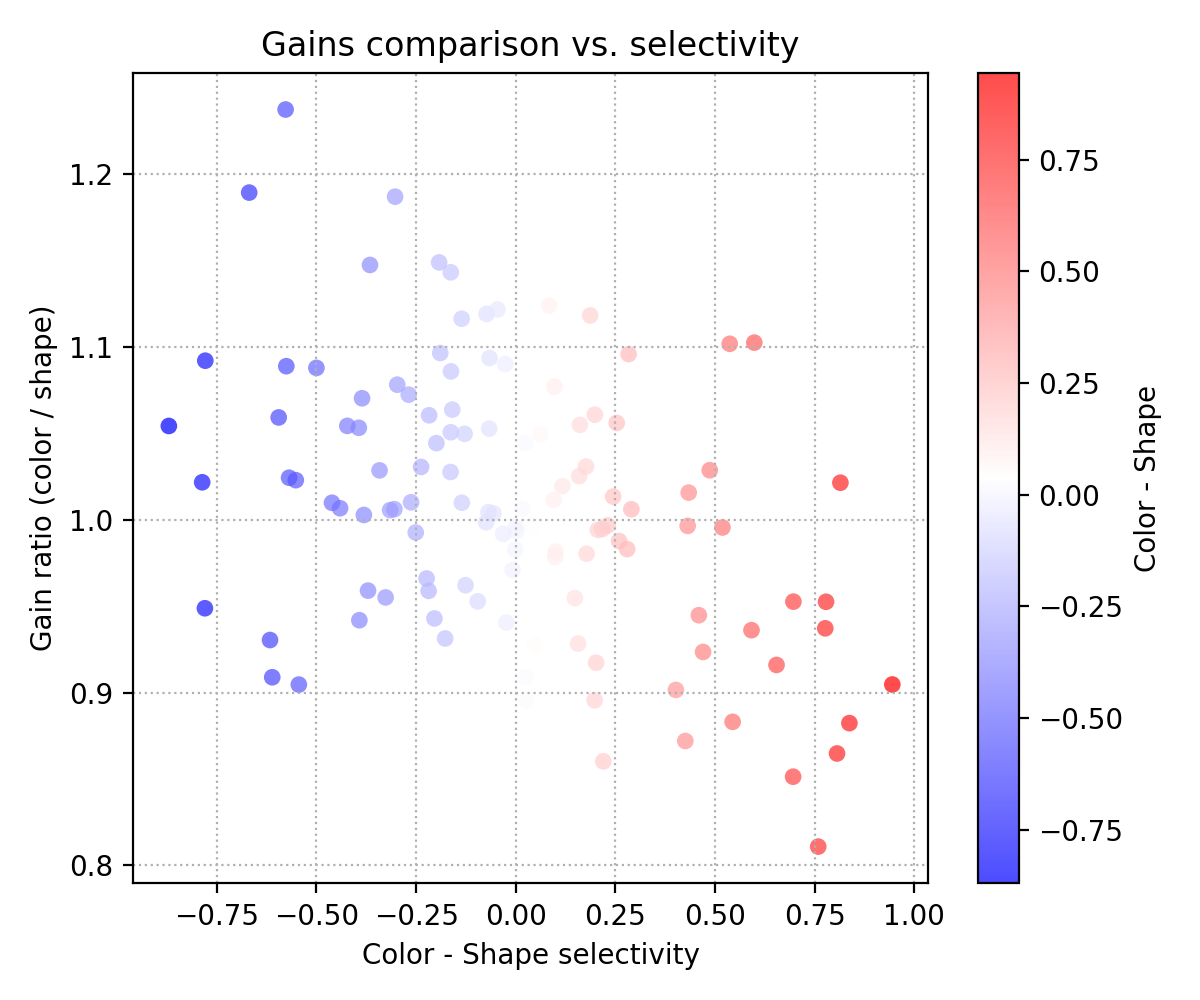 Gains comparison vs. selectivity
Gain ratio (color / shape)
1.2
1.1
1.0
0.9
0.8
−0.75 −0.50 −0.25 0.00 0.25 0.50 0.75 1.00
Color - Shape selectivity
0.75
0.50
0.25
0.00
−0.25
−0.50
−0.75
Color - Shape